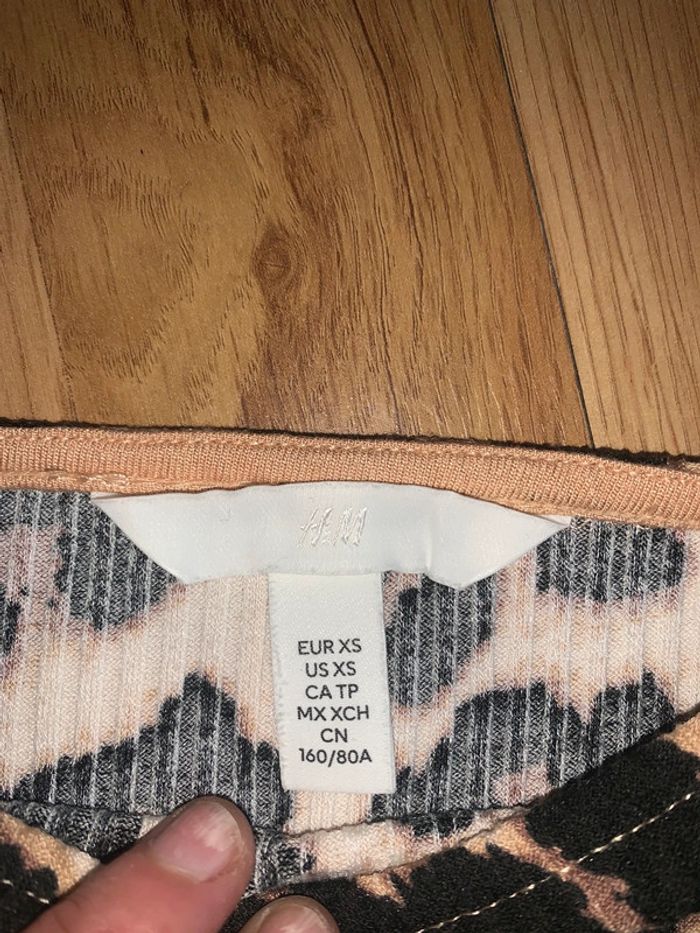 H&M
EUR XS
US XS
CA TP
MX XCH
CN
160/80A